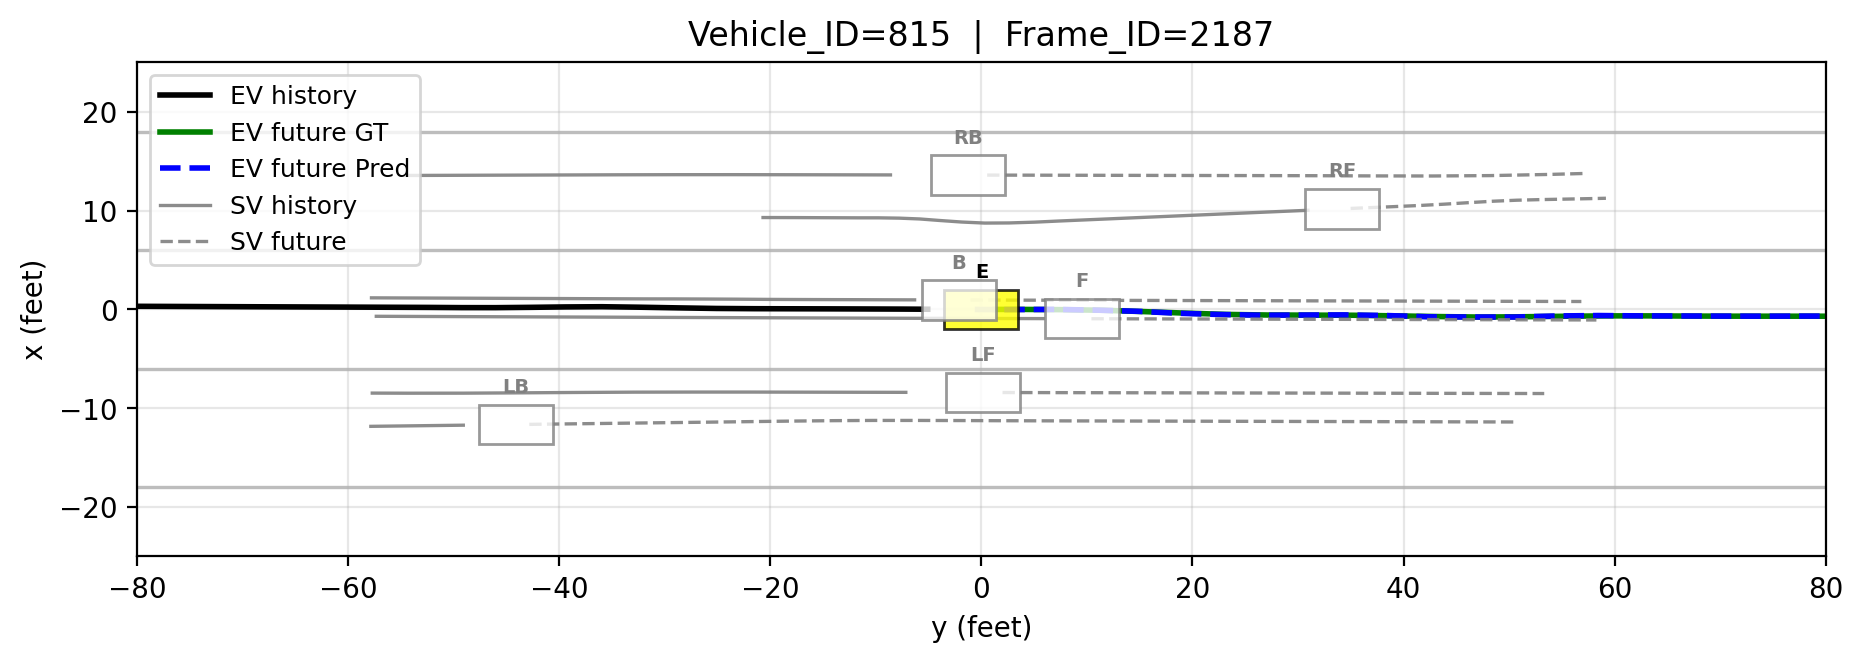 Vehicle_ID=815 | Frame_ID=2187
EV history
EV future GT
EV future Pred
SV history
SV future
RB
RF
B
E
F
LF
LB
20
10
0
−10
−20
x (feet)
−80
−60
−40
−20
0
20
40
60
80
y (feet)